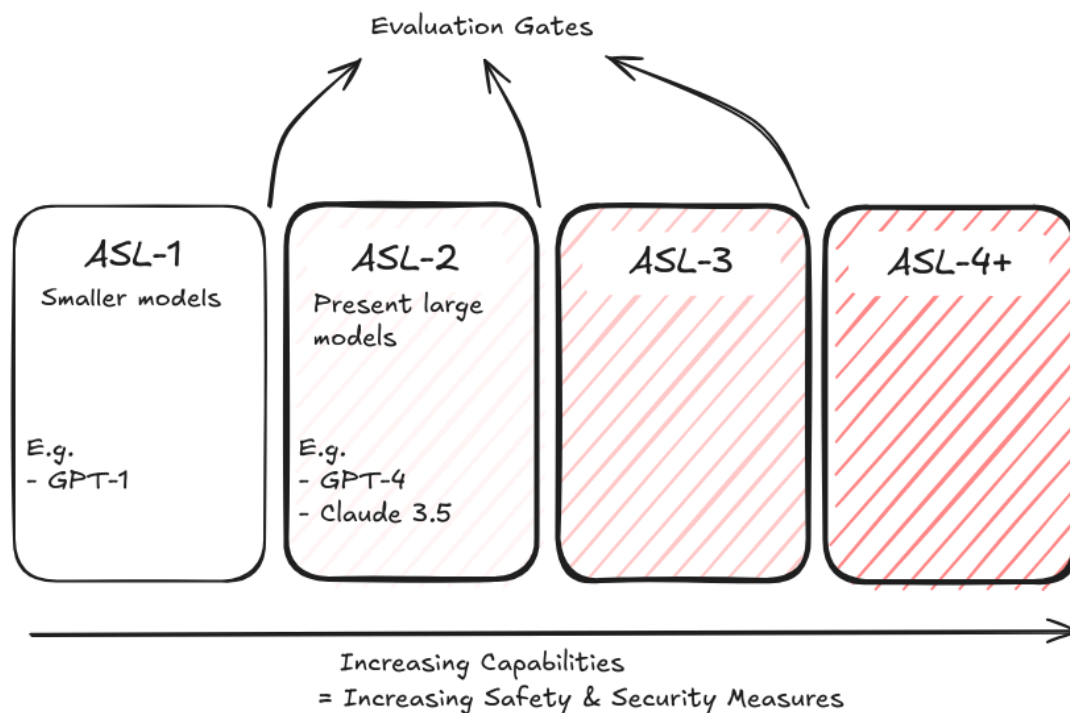 Evaluation Gates
ASL-1
Smaller models
E.g.
- GPT-1
ASL-2
Present large
models
E.g.
- GPT-4
- Claude 3.5
ASL-3
ASL-4+
Increasing Capabilities
= Increasing Safety & Security Measures